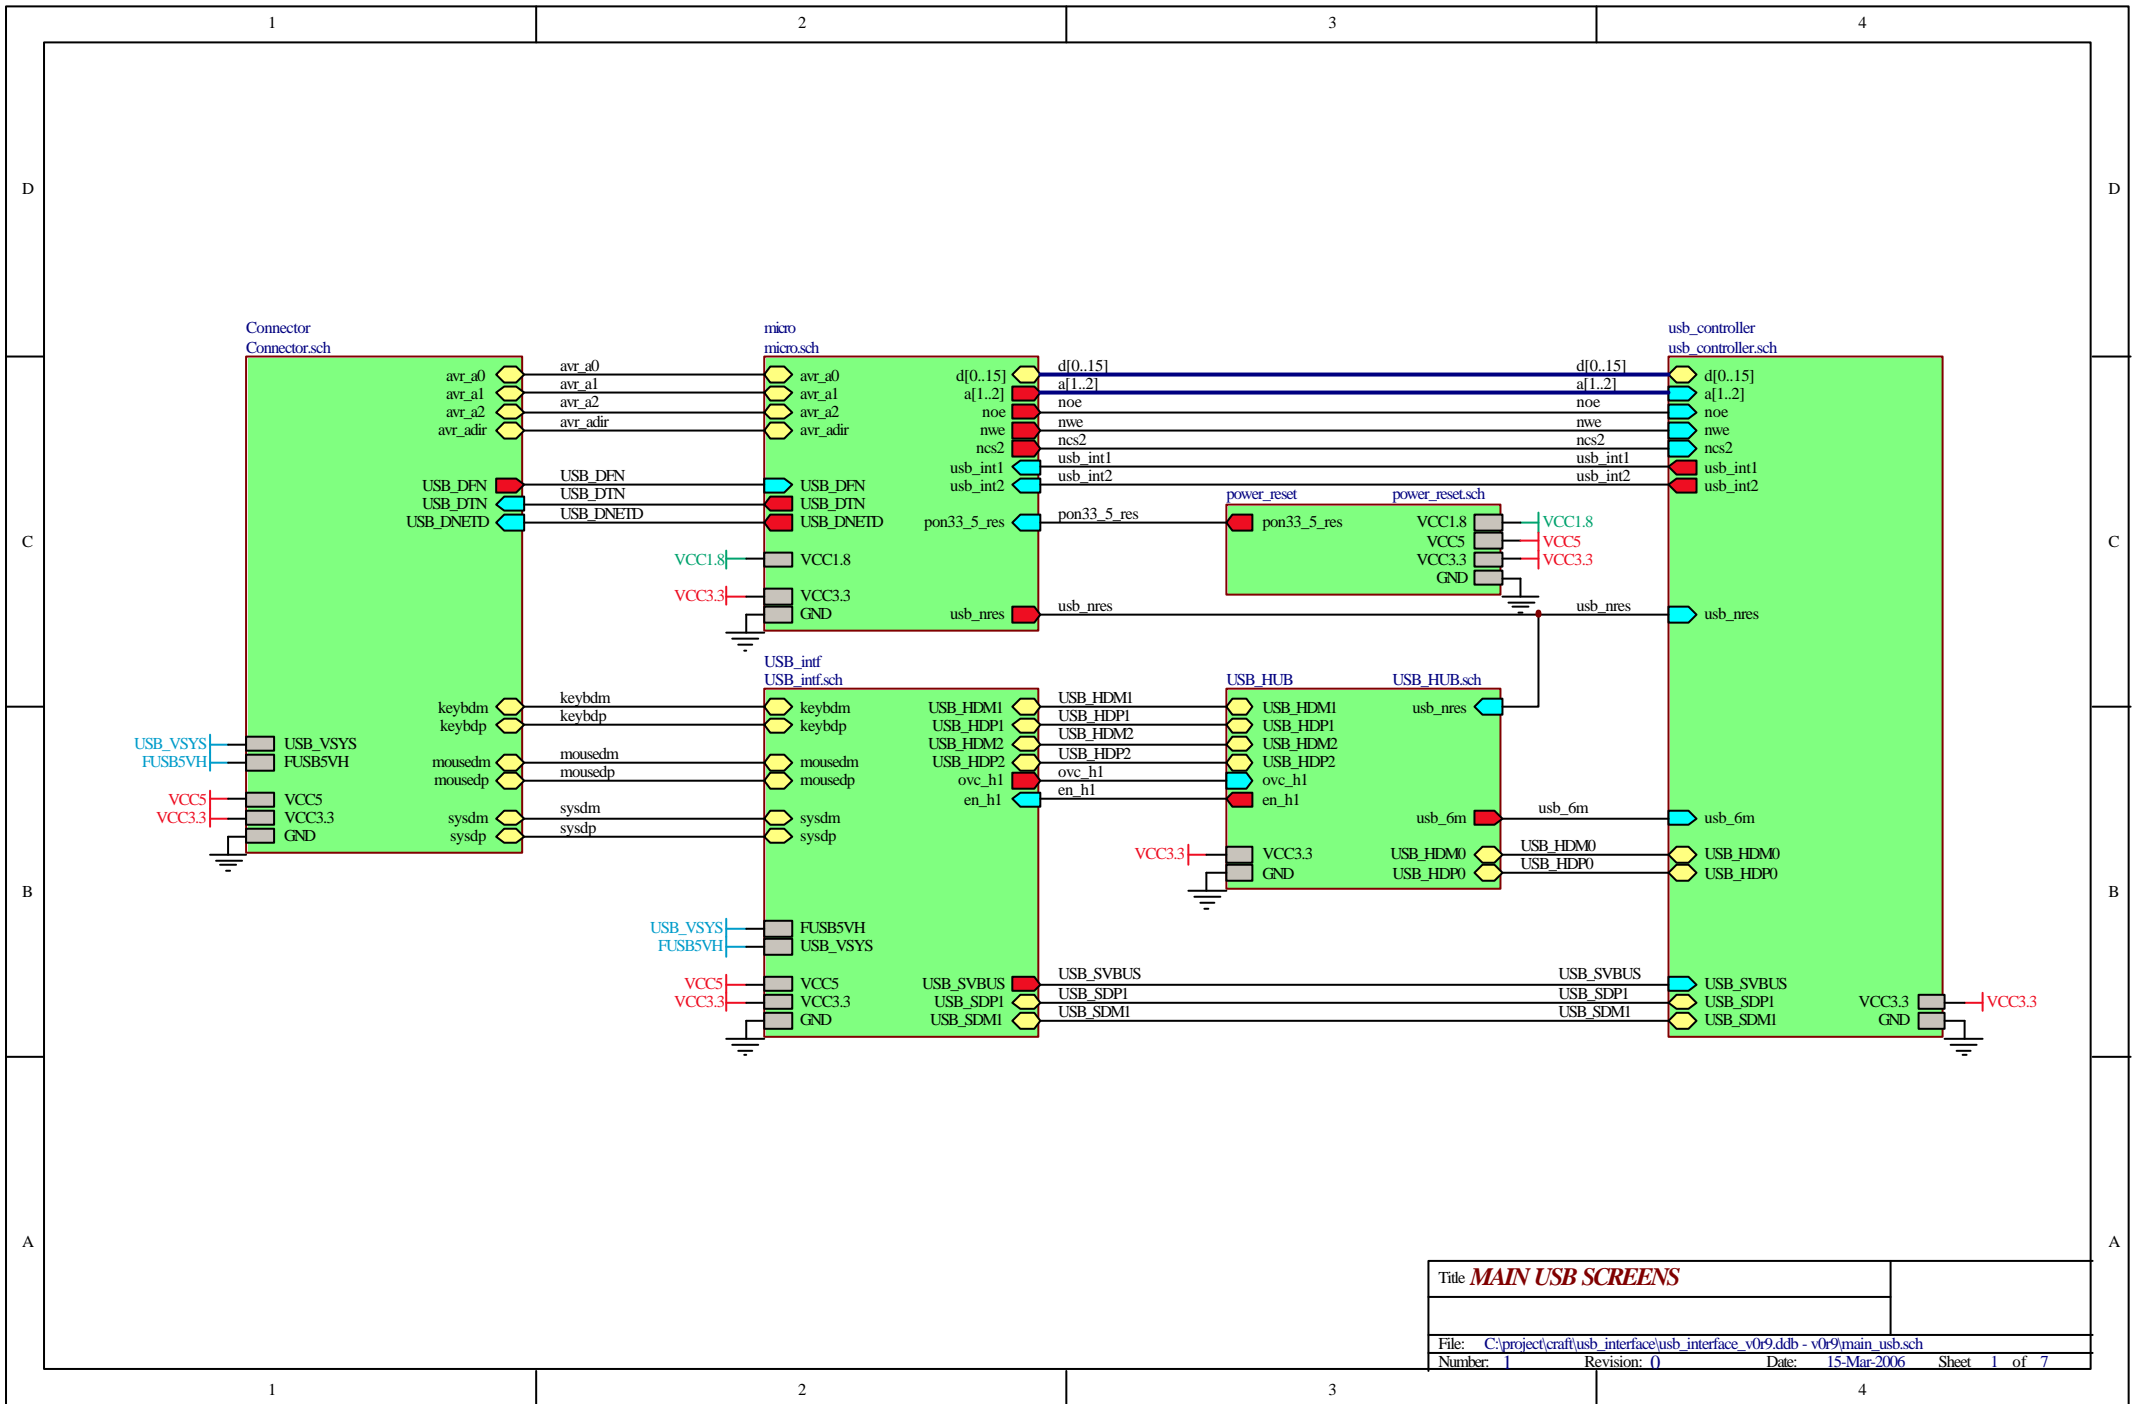 1 2 3 4
D D
Connector
Connector.sch
avr_a0
avr_a1
avr_a2
avr_adir
USB_DFN
USB_DTN
USB_DNETD
keybdm
keybdp
mousedm
mousedp
sysdm
sysdp
USB_VSYS USB_VSYS
FUSB5VH FUSB5VH
VCC5 VCC5
VCC3.3 VCC3.3
GND
avr_a0
avr_a1
avr_a2
avr_adir
USB_DFN
USB_DTN
USB_DNETD
keybdm
keybdp
mousedm
mousedp
sysdm
sysdp
micro
micro.sch
avr_a0
avr_a1
avr_a2
avr_adir
USB_DFN
USB_DTN
USB_DNETD
VCC1.8 VCC1.8
VCC3.3 VCC3.3
GND
d[0..15]
a[1..2]
noe
nwe
ncs2
usb_int1
usb_int2
pon33_5_res
usb_nres
d[0..15] d[0..15]
a[1..2] a[1..2]
noe noe
nwe nwe
ncs2 ncs2
usb_int1 usb_int1
usb_int2 usb_int2
pon33_5_res
usb_nres usb_nres
power_reset power_reset.sch
pon33_5_res
VCC1.8 VCC1.8
VCC5 VCC5
VCC3.3 VCC3.3
GND
usb_controller
usb_controller.sch
d[0..15]
a[1..2]
noe
nwe
ncs2
usb_int1
usb_int2
usb_nres
usb_6m
USB_HDM0
USB_HDP0
USB_SVBUS
USB_SDP1
USB_SDM1
VCC3.3 VCC3.3
GND
C C
USB_intf
USB_intf.sch
keybdm
keybdp
mousedm
mousedp
sysdm
sysdp
USB_VSYS FUSB5VH
FUSB5VH USB_VSYS
VCC5 VCC5
VCC3.3 VCC3.3
GND
USB_HDM1
USB_HDP1
USB_HDM2
USB_HDP2
ovc_h1
en_h1
USB_SVBUS
USB_SDP1
USB_SDM1
USB_HDM1
USB_HDP1
USB_HDM2
USB_HDP2
ovc_h1
en_h1
USB_HUB USB_HUB.sch
USB_HDM1
USB_HDP1
USB_HDM2
USB_HDP2
ovc_h1
en_h1
VCC3.3 VCC3.3
GND
usb_nres
usb_6m
USB_HDM0
USB_HDP0
usb_6m
USB_HDM0
USB_HDP0
USB_SVBUS USB_SVBUS
USB_SDP1 USB_SDP1
USB_SDM1 USB_SDM1
B B
A A
Title MAIN USB SCREENS
File: C:\project\craft\usb_interface\usb_interface_v0r9.ddb - v0r9\main_usb.sch
Number: 1 Revision: 0 Date: 15-Mar-2006 Sheet 1 of 7
1 2 3 4